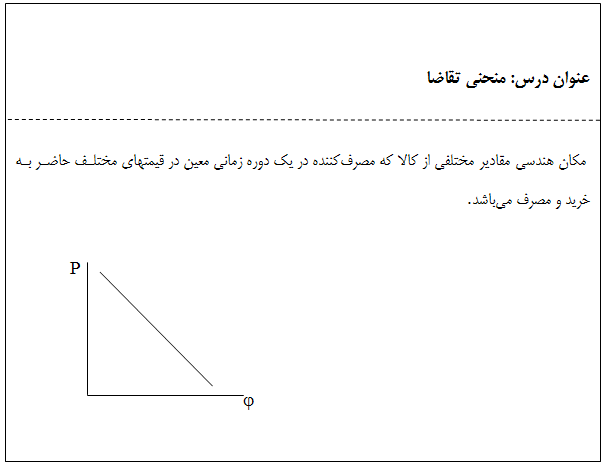 عنوان درس: منحنی تقاضا
مکان هندسی مقادیر مختلفی از کالا که مصرف‌کننده در یک دوره زمانی معین در قیمتهای مختلف حاضر به
خرید و مصرف می‌باشد.
P
φ